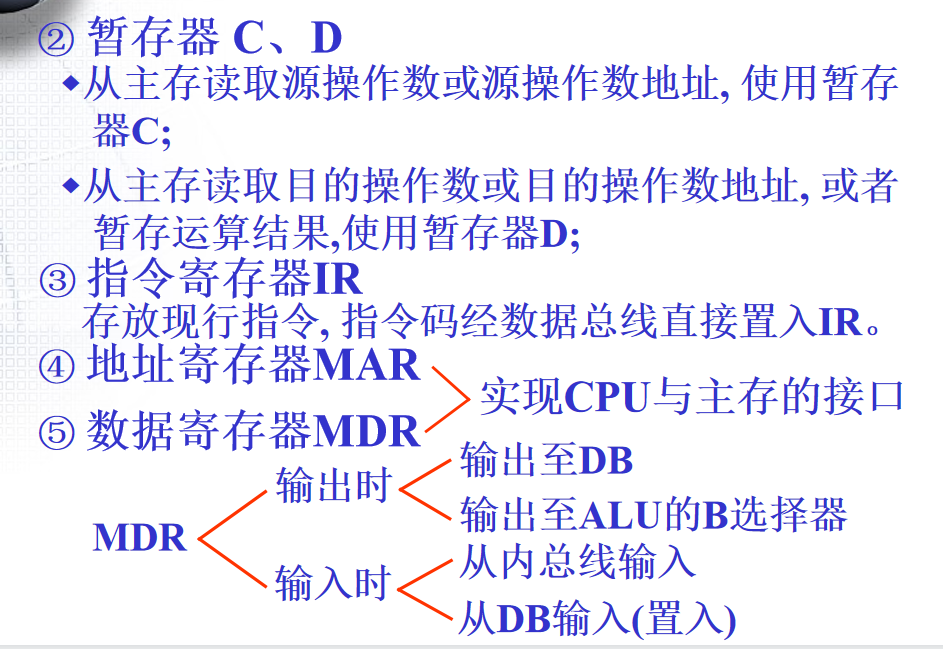 ② 暂存器 C、D
◆从主存读取源操作数或源操作数地址, 使用暂存
器C;
◆从主存读取目的操作数或目的操作数地址, 或者
暂存运算结果,使用暂存器D;
③ 指令寄存器IR
存放现行指令, 指令码经数据总线直接置入IR。
④ 地址寄存器MAR
实现CPU与主存的接口
⑤ 数据寄存器MDR
输出至DB
输出时
输出至ALU的B选择器
MDR
从内总线输入
输入时
从DB输入(置入)